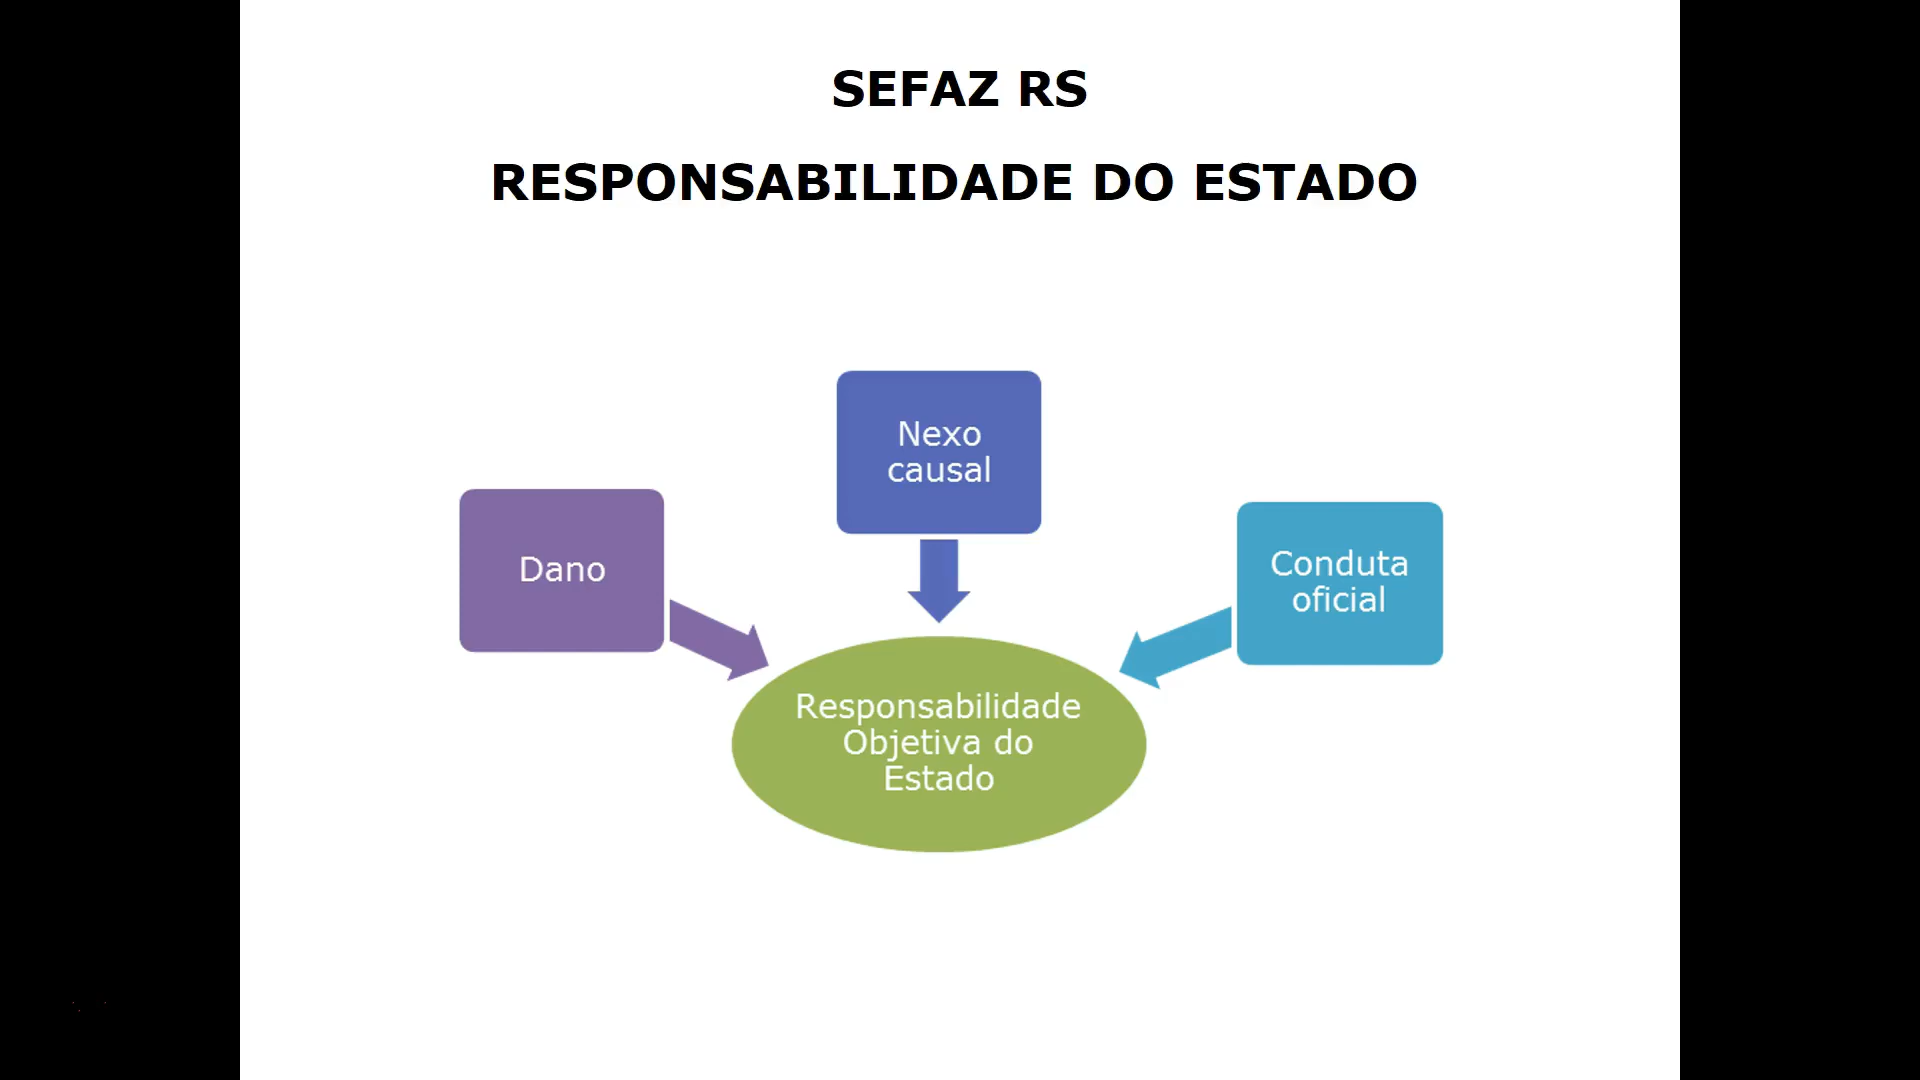 SEFAZ RS
RESPONSABILIDADE DO ESTADO
Nexo
causal
Dano
Conduta
oficial
Responsabilidade
Objetiva do
Estado